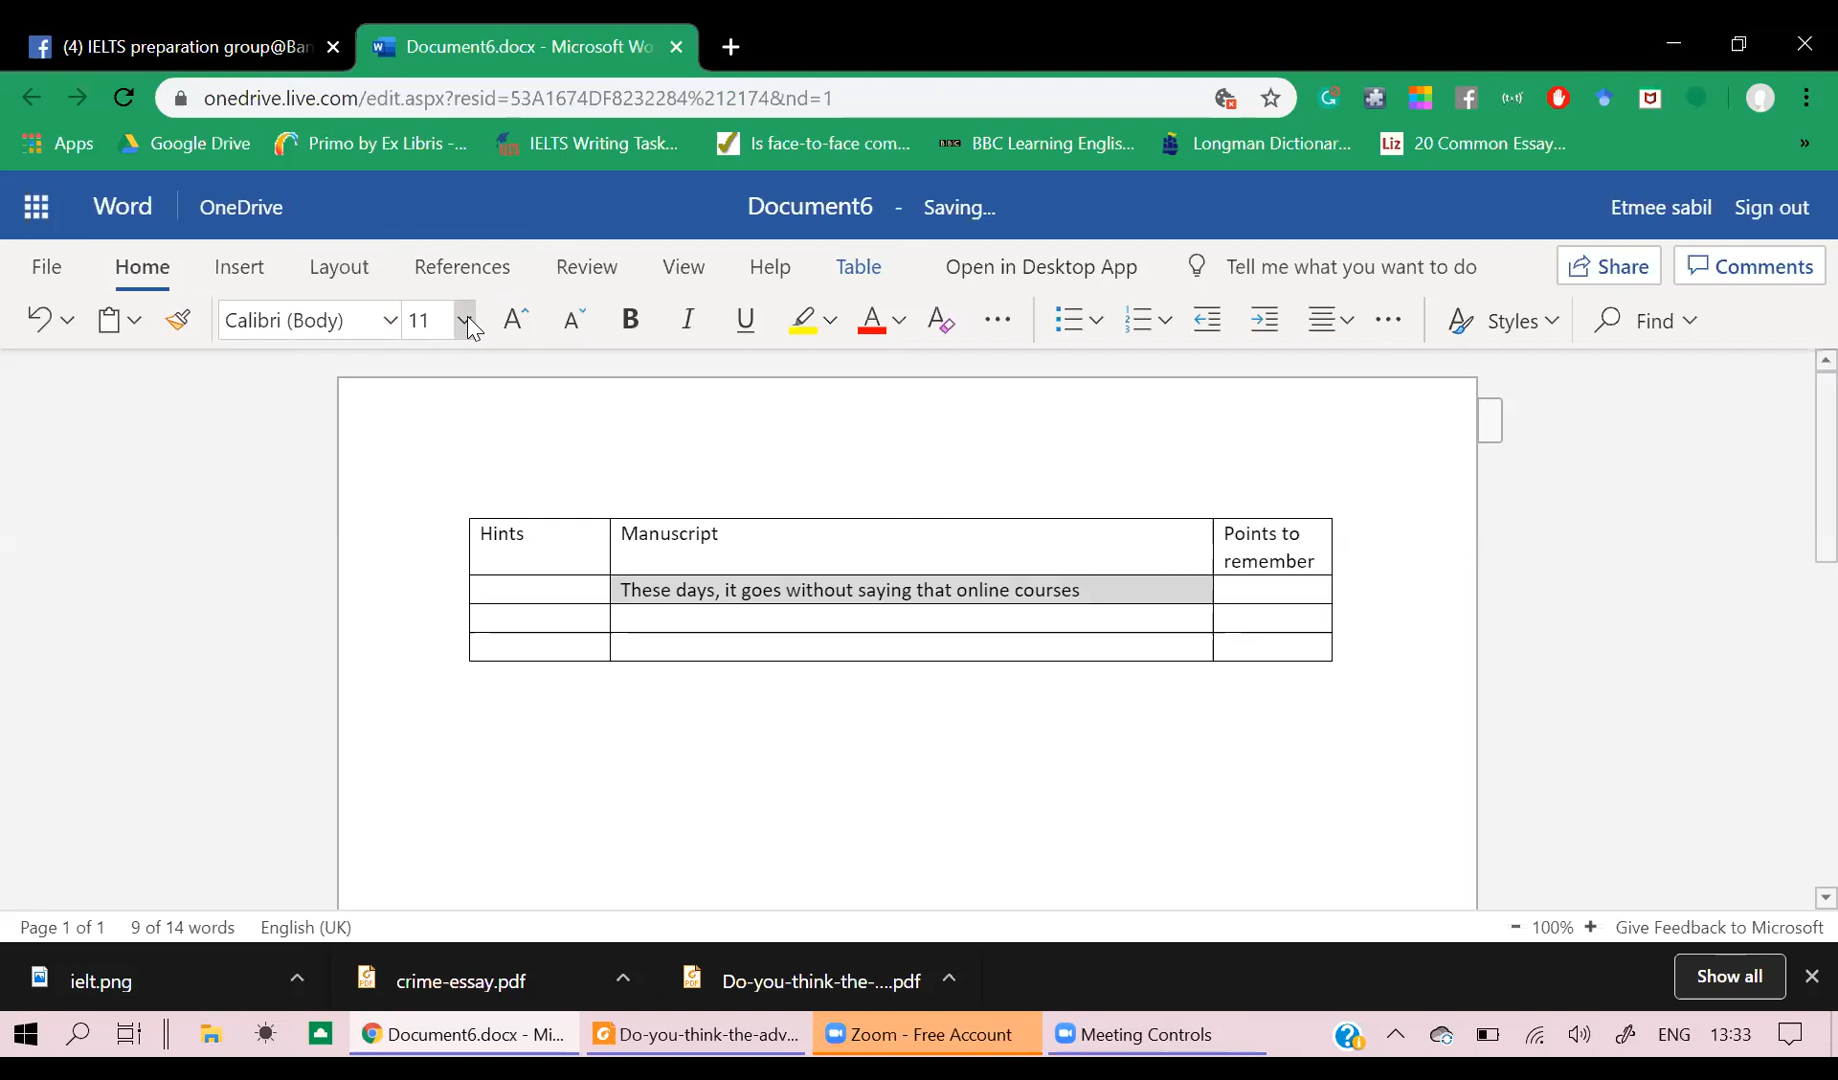 (4) IELTS preparation group@Ban
Document6.docx - Microsoft Wo
onedrive.live.com/edit.aspx?resid=53A1674DF8232284%212174&nd=1
Apps Google Drive Primo by Ex Libris -... IELTS Writing Task... Is face-to-face com... BBC BBC Learning Englis... Longman Dictionar... Liz 20 Common Essay... »
Word OneDrive Document6 - Saving... Etmee sabil Sign out
File Home Insert Layout References Review View Help Table Open in Desktop App Tell me what you want to do Share Comments
Calibri (Body) 11 A A B I U A A Styles Find
Hints Manuscript Points to
remember
These days, it goes without saying that online courses
Page 1 of 1 9 of 14 words English (UK) - 100% + Give Feedback to Microsoft
ielt.png crime-essay.pdf Do-you-think-the-....pdf Show all
Document6.docx - Mi... Do-you-think-the-adv... Zoom - Free Account Meeting Controls ENG 13:33